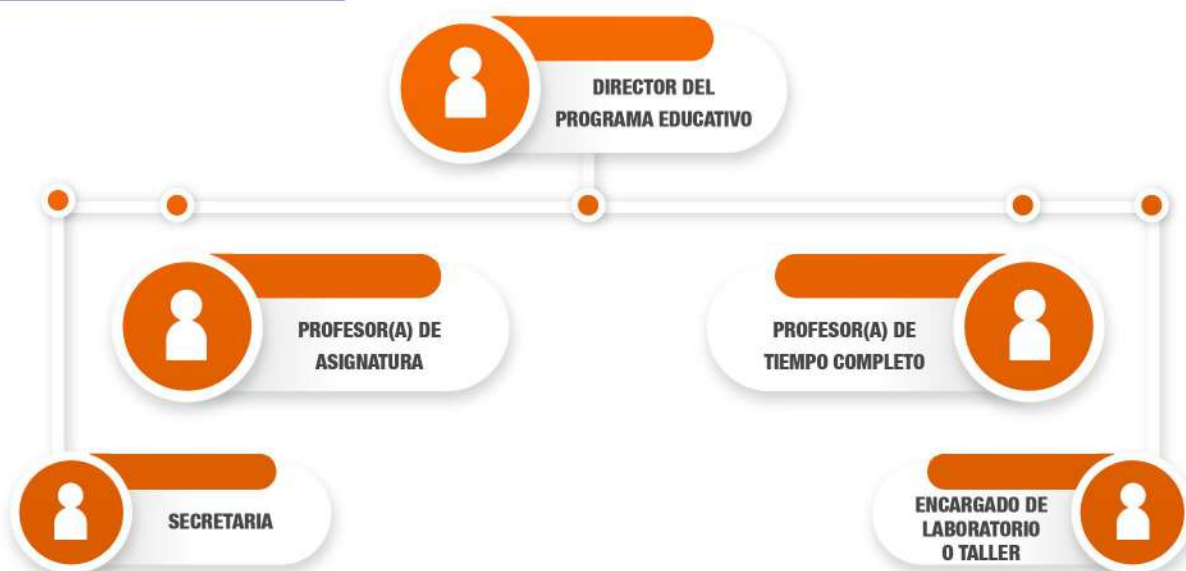 DIRECTOR DEL
PROGRAMA EDUCATIVO
PROFESOR(A) DE
ASIGNATURA
PROFESOR(A) DE
TIEMPO COMPLETO
SECRETARIA
ENCARGADO DE
LABORATORIO
O TALLER